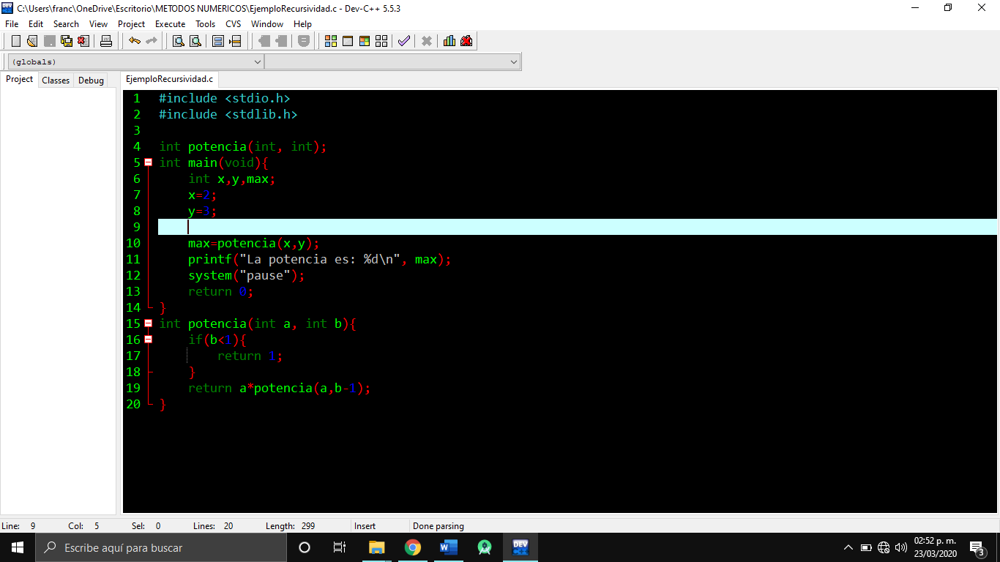 C:\Users\franc\OneDrive\Escritorio\METODOS NUMERICOS\EjemploRecursividad.c - Dev-C++ 5.5.3
File Edit Search View Project Execute Tools CVS Window Help
(globals)
Project Classes Debug
EjemploRecursividad.c
1 #include <stdio.h>
2 #include <stdlib.h>
3
4 int potencia(int, int);
5 int main(void){
6     int x,y,max;
7     x=2;
8     y=3;
9
10     max=potencia(x,y);
11     printf("La potencia es: %d\n", max);
12     system("pause");
13     return 0;
14 }
15 int potencia(int a, int b){
16     if(b<1){
17         return 1;
18     }
19     return a*potencia(a,b-1);
20 }
Line: 9 Col: 5 Sel: 0 Lines: 20 Length: 299 Insert Done parsing
Escribe aquí para buscar
DEV C++
02:52 p. m.
23/03/2020
3